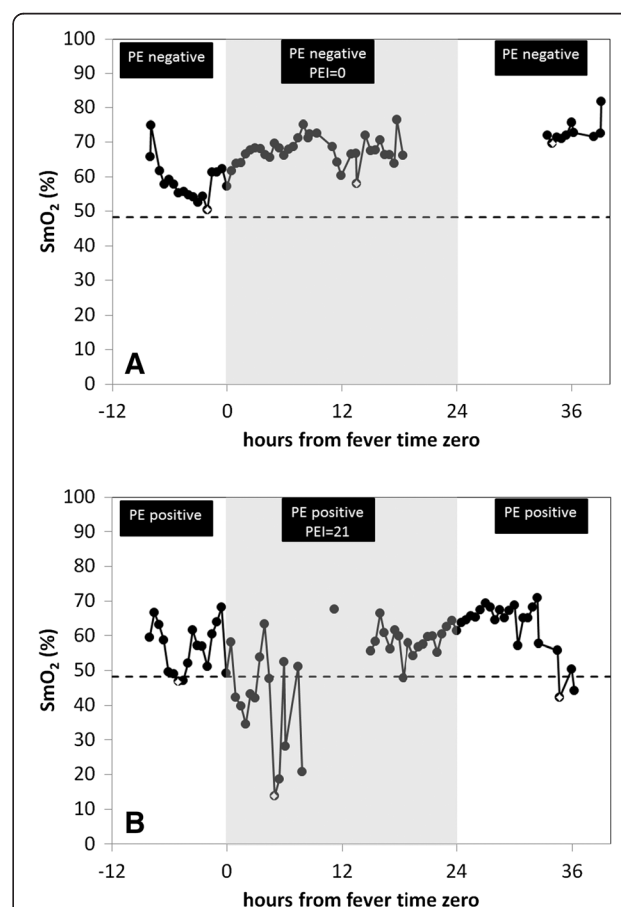 100
90
80
70
60
50
40
30
20
10
0
SmO₂ (%)
PE negative
PE negative
PEI=0
PE negative
A
-12 0 12 24 36
hours from fever time zero
100
90
80
70
60
50
40
30
20
10
0
SmO₂ (%)
PE positive
PE positive
PEI=21
PE positive
B
-12 0 12 24 36
hours from fever time zero